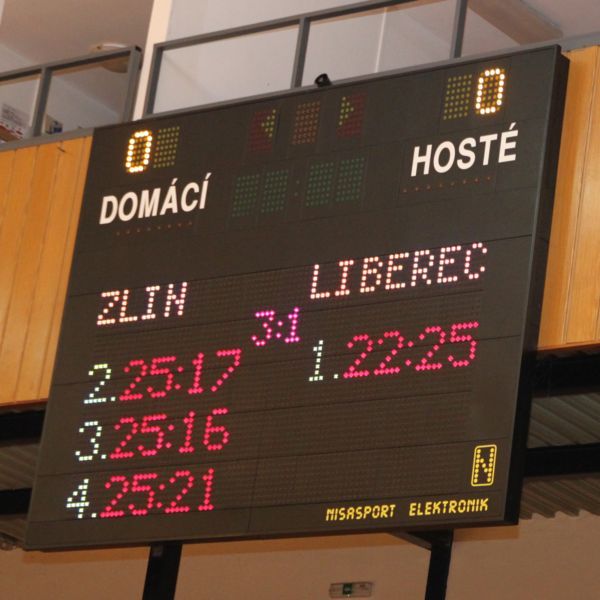 0 0
DOMÁCÍ HOSTÉ
ZLIN LIBEREC
3:1
2.25:17 1.22:25
3.25:16
4.25:21
N
NISASPORT ELEKTRONIK